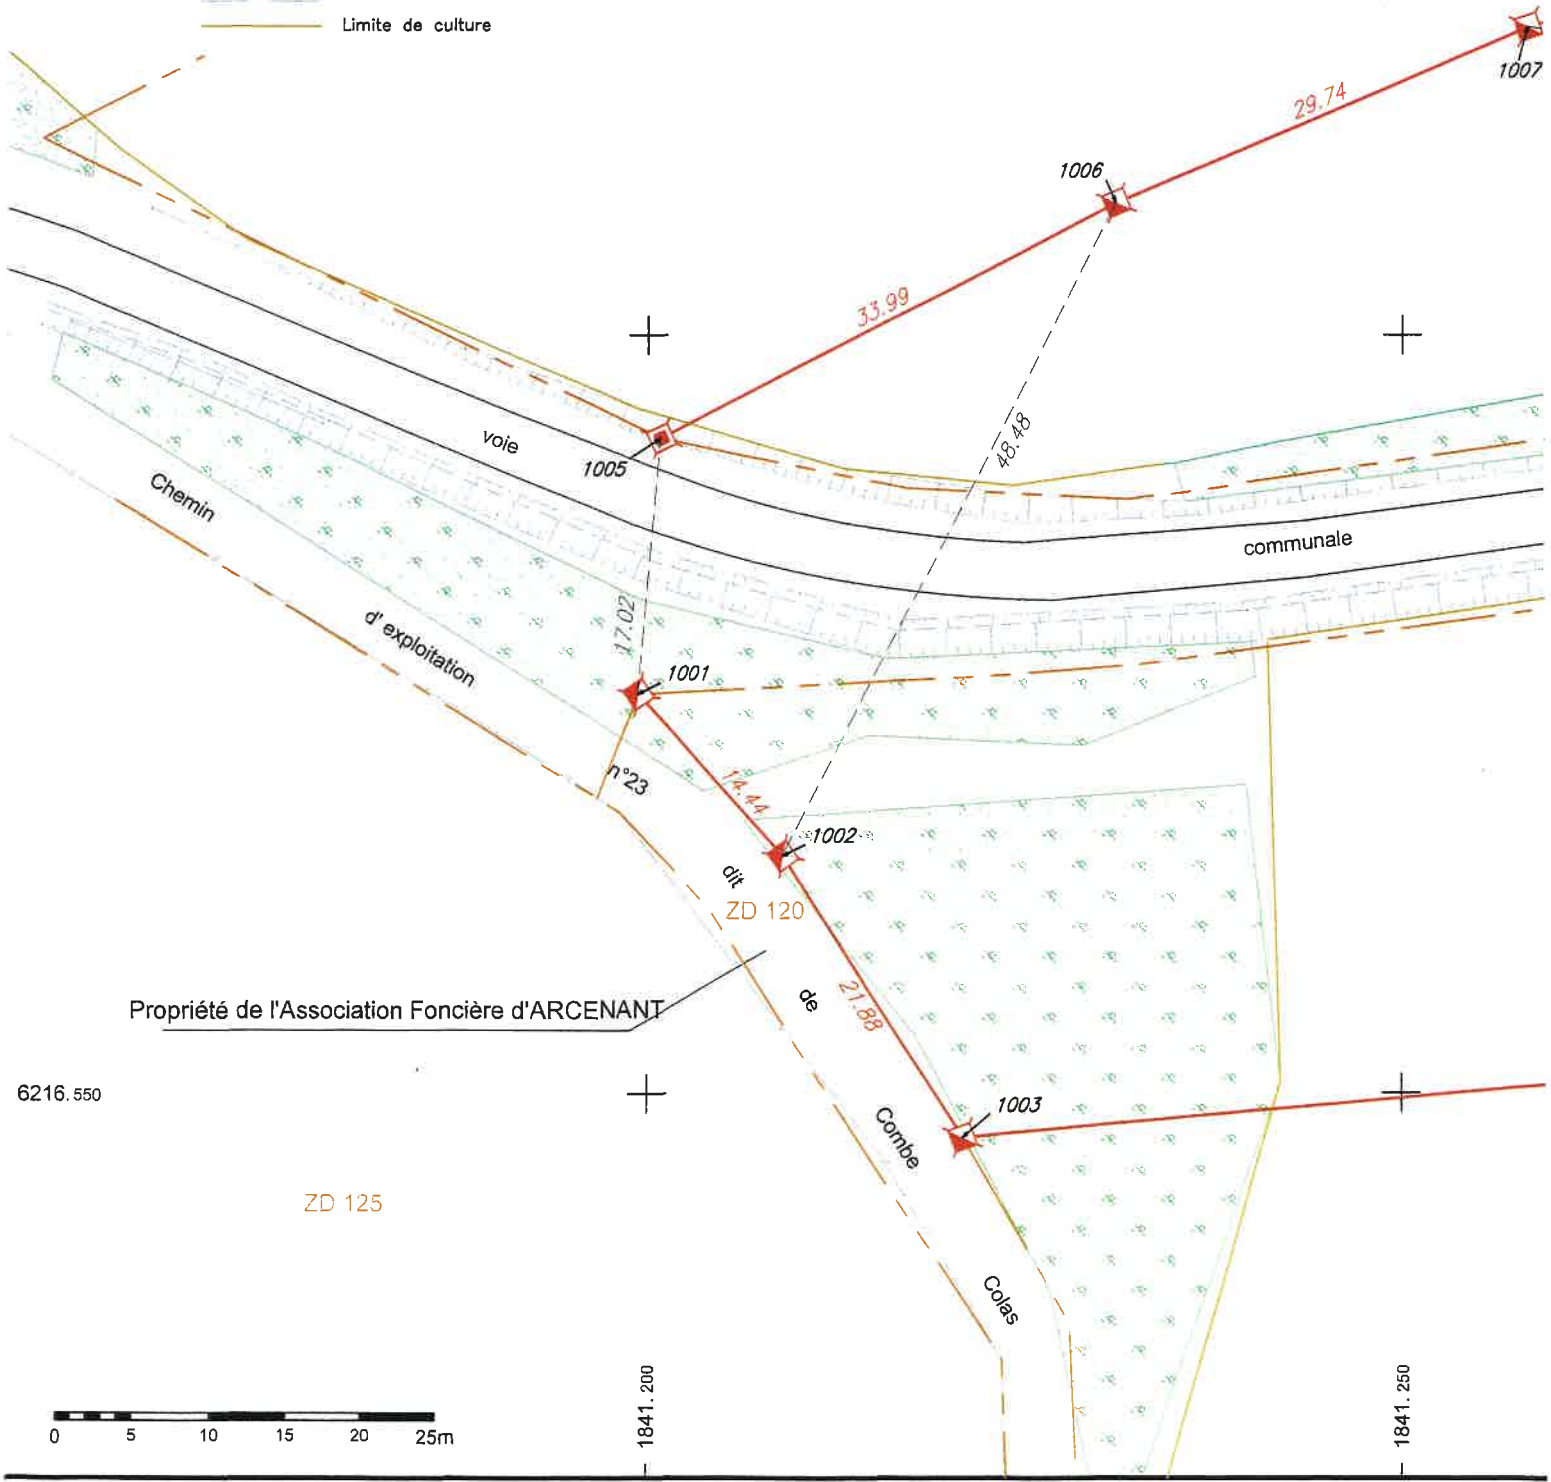 Limite de culture
1007
29.74
1006
33.99
48.48
voie
1005
communale
Chemin
d' exploitation
17.02
1001
n°23
14.44
1002
dit
ZD 120
de
21.88
Propriété de l'Association Foncière d'ARCENANT
6216.550
1003
Combe
ZD 125
Colas
1841.200
1841.250
0 5 10 15 20 25m